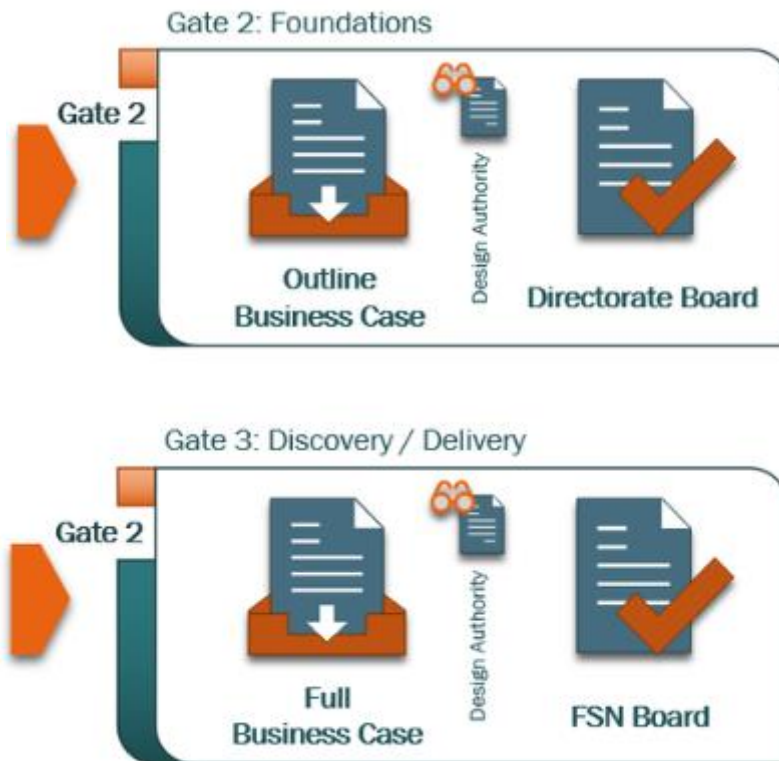 Gate 2: Foundations
Gate 2
Outline
Business Case
Design Authority
Directorate Board
Gate 3: Discovery / Delivery
Gate 2
Full
Business Case
Design Authority
FSN Board